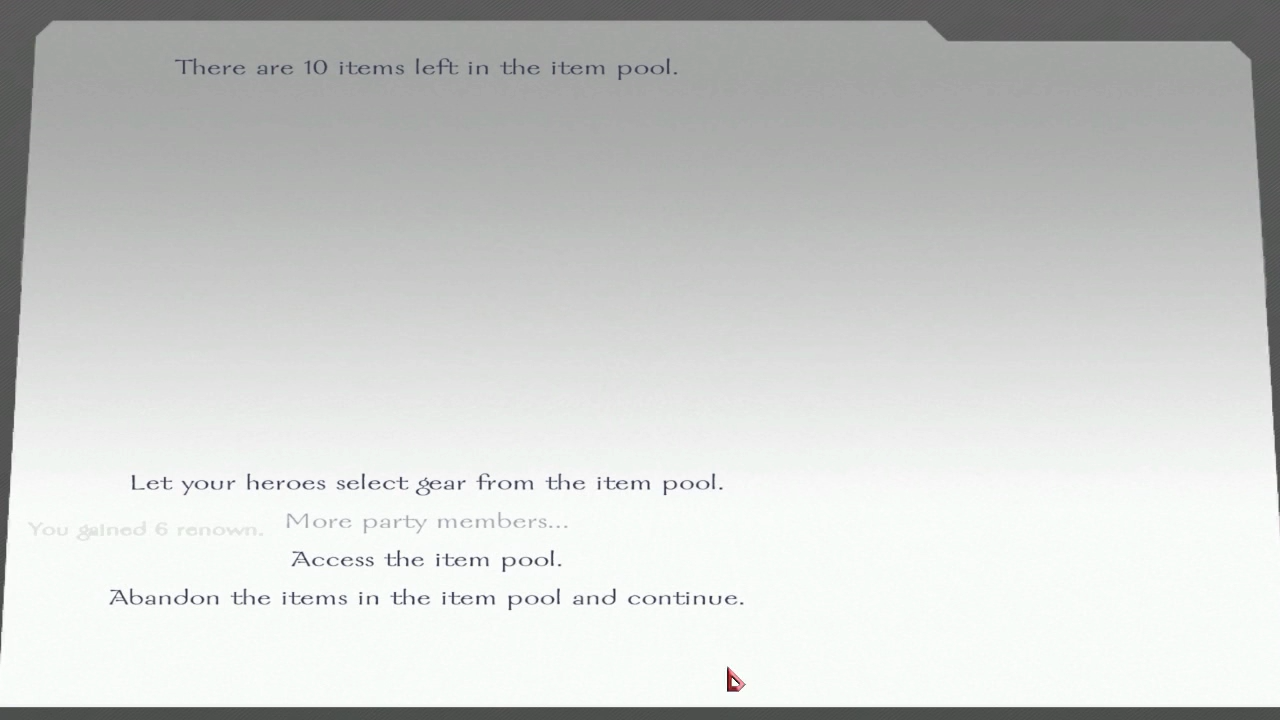 There are 10 items left in the item pool.
Let your heroes select gear from the item pool.
More party members...
You gained 6 renown.
Access the item pool.
Abandon the items in the item pool and continue.